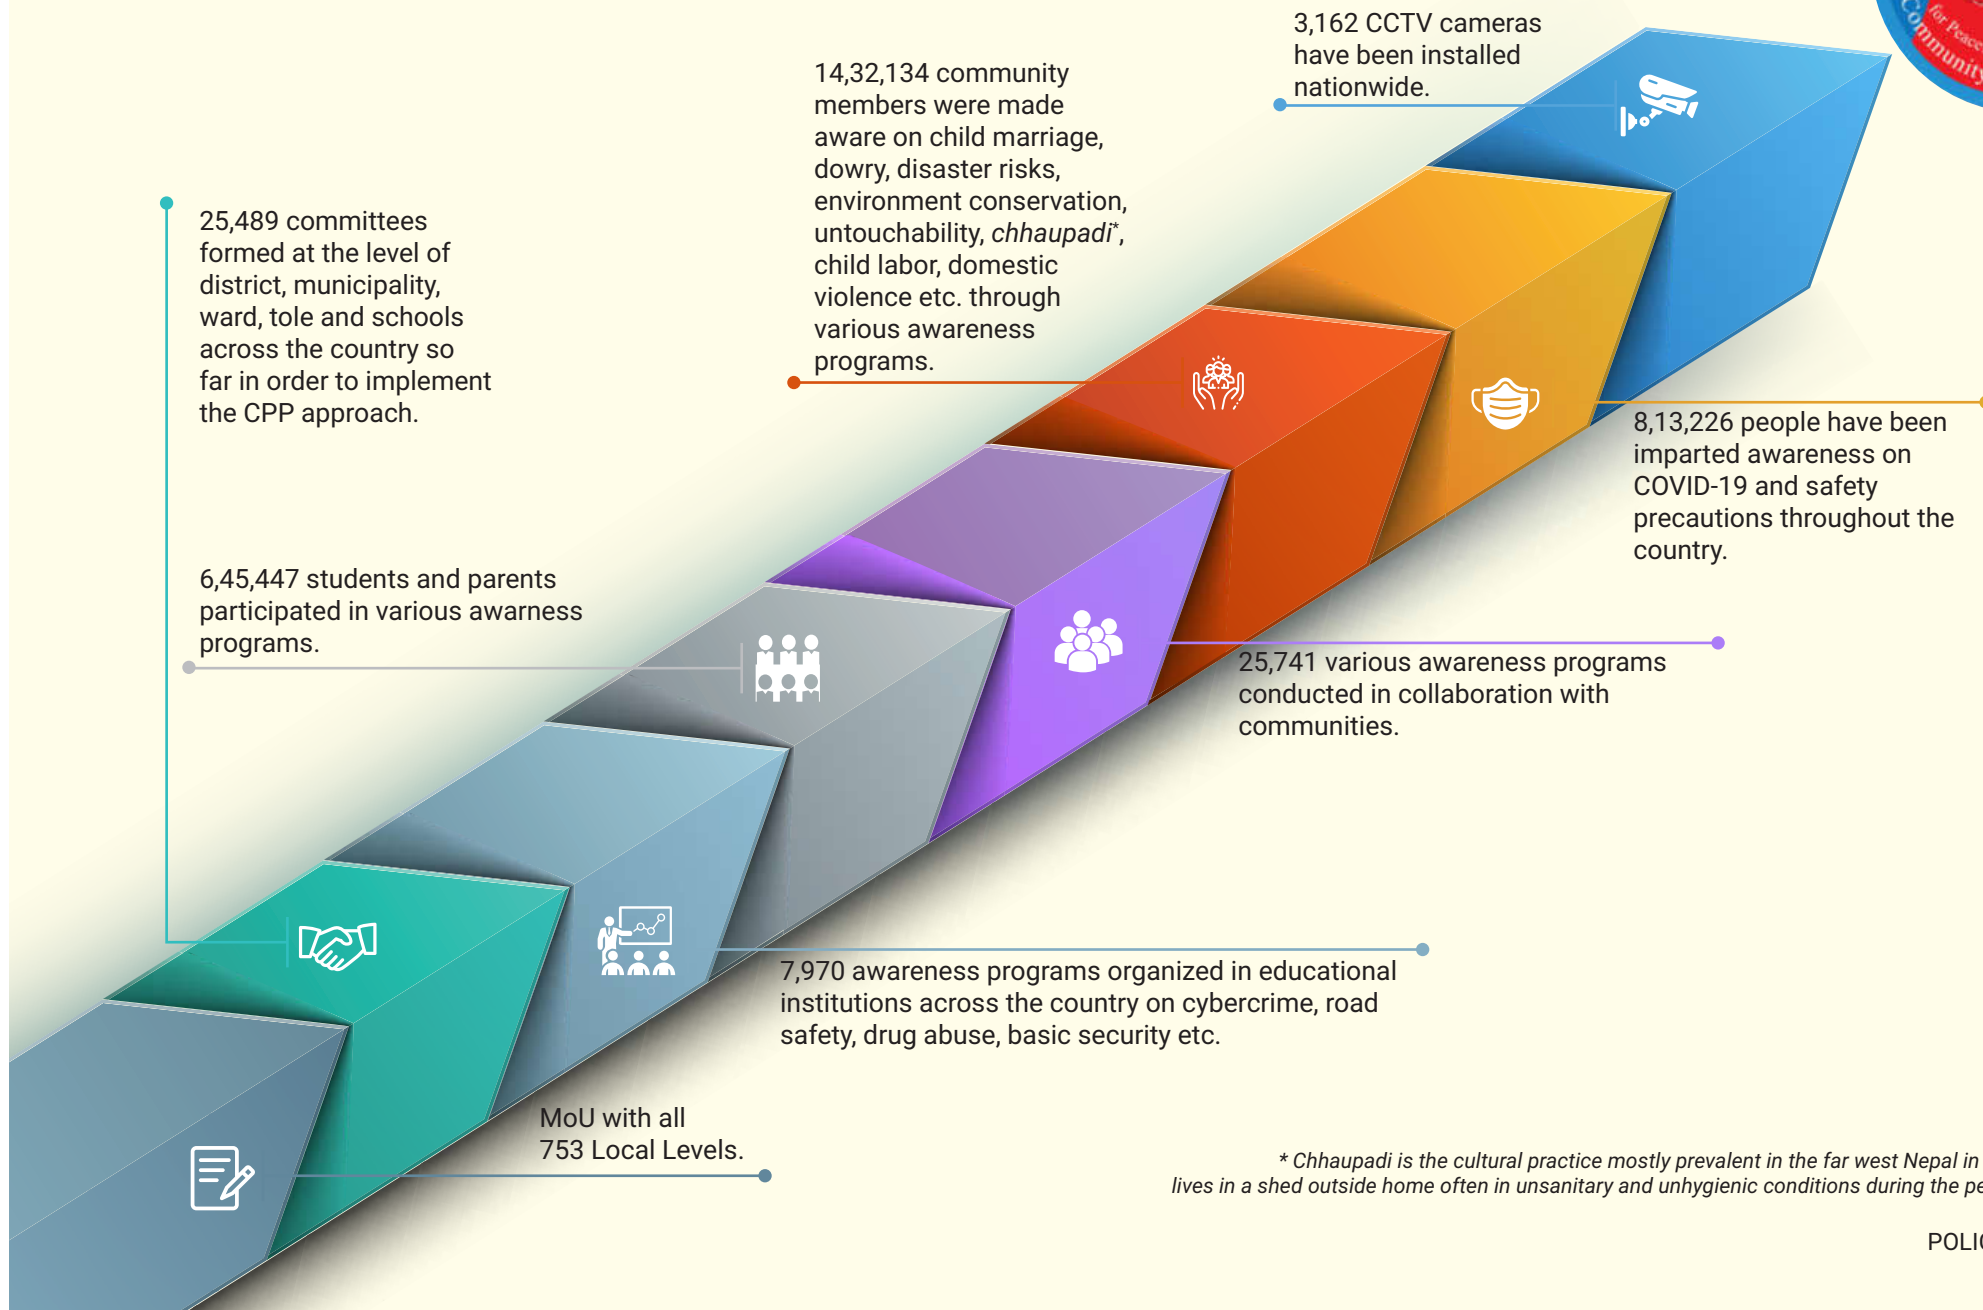 3,162 CCTV cameras
have been installed
nationwide.
for Peace
Community
14,32,134 community
members were made
aware on child marriage,
dowry, disaster risks,
environment conservation,
untouchability, chhaupadi*,
child labor, domestic
violence etc. through
various awareness
programs.
25,489 committees
formed at the level of
district, municipality,
ward, tole and schools
across the country so
far in order to implement
the CPP approach.
8,13,226 people have been
imparted awareness on
COVID-19 and safety
precautions throughout the
country.
6,45,447 students and parents
participated in various awarness
programs.
25,741 various awareness programs
conducted in collaboration with
communities.
7,970 awareness programs organized in educational
institutions across the country on cybercrime, road
safety, drug abuse, basic security etc.
MoU with all
753 Local Levels.
* Chhaupadi is the cultural practice mostly prevalent in the far west Nepal in
lives in a shed outside home often in unsanitary and unhygienic conditions during the